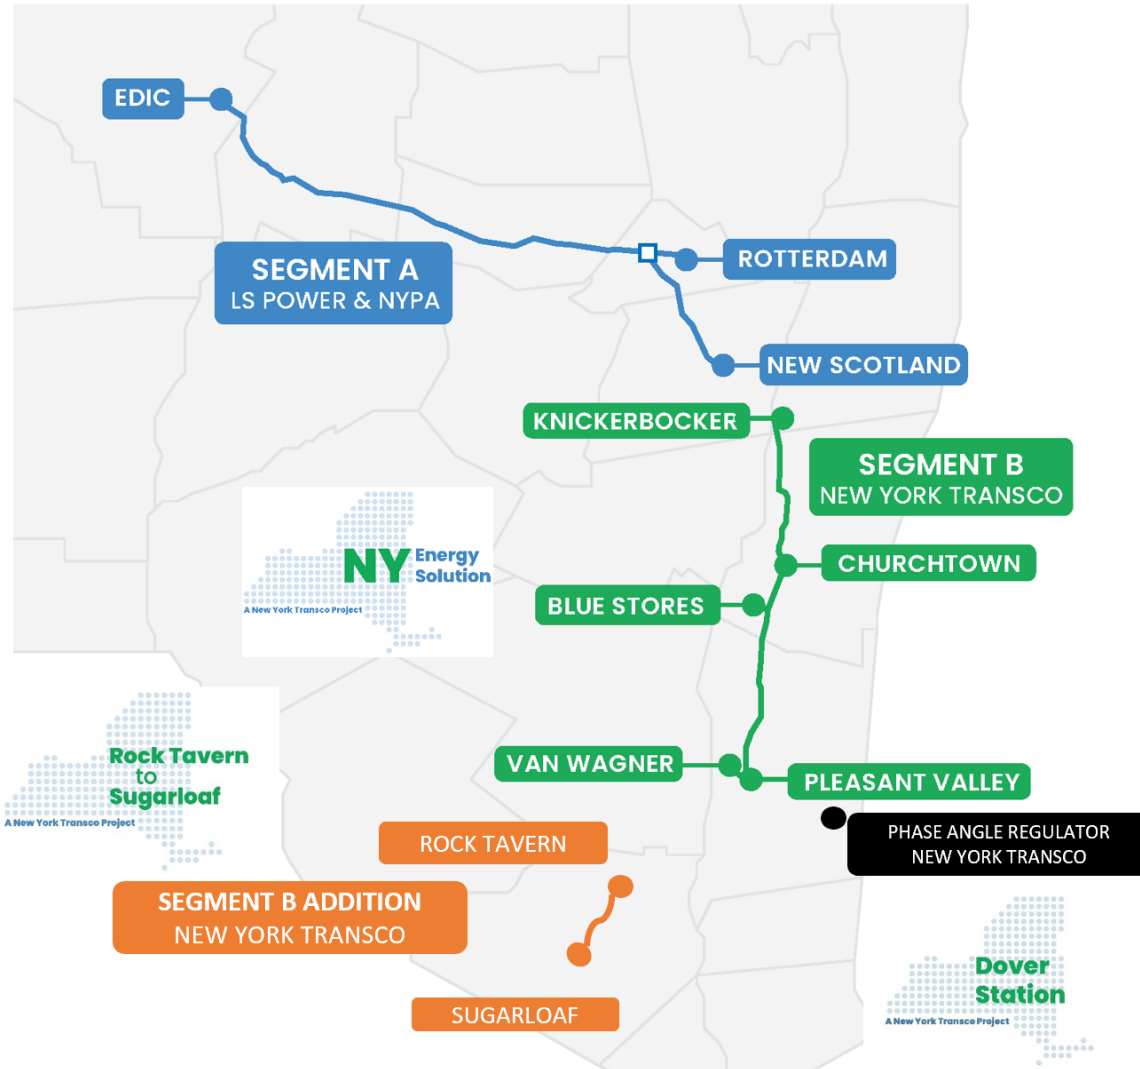 EDIC
SEGMENT A
LS POWER & NYPA
ROTTERDAM
NEW SCOTLAND
KNICKERBOCKER
SEGMENT B
NEW YORK TRANSCO
NY Energy
Solution
A New York Transco Project
CHURCHTOWN
BLUE STORES
Rock Tavern
to
Sugarloaf
A New York Transco Project
VAN WAGNER
PLEASANT VALLEY
PHASE ANGLE REGULATOR
NEW YORK TRANSCO
ROCK TAVERN
SEGMENT B ADDITION
NEW YORK TRANSCO
SUGARLOAF
Dover
Station
A New York Transco Project